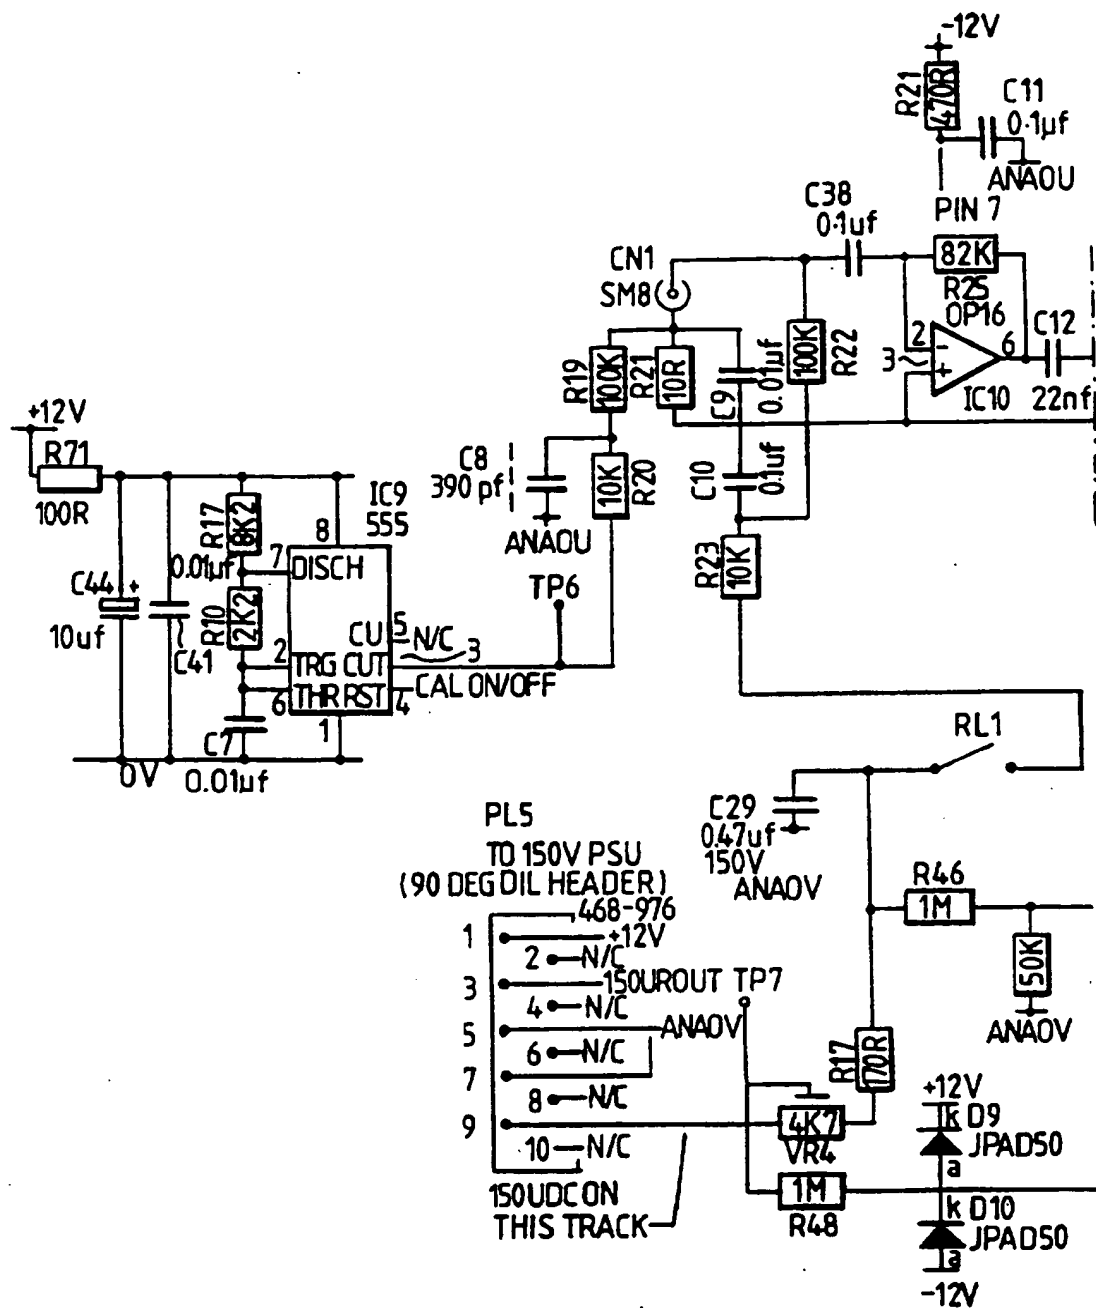 -12V
R21
470R
C11
0.1µf
ANAOU
PIN 7
C38
0.1uf
82K
R25
OP16
CN1
SM8
2
3
-
+
6
IC10
C12
22nf
R19
100K
R21
10R
C9
0.01µf
100K
R22
+12V
R71
100R
C8
390 pf
ANAOU
10K
R20
C10
0.1uf
R23
10K
IC9
555
8
R17
8K2
0.01µf
7
DISCH
R10
2K2
C44
+
10uf
C41
TP6
CU
5
N/C
2
TRG
CUT
3
6
THR
RST
4
CAL ON/OFF
1
C7
0.01uf
0V
RL1
C29
0.47uf
150V
ANAOV
PL5
TO 150V PSU
(90 DEG DIL HEADER)
468-976
R46
1M
50K
ANAOV
1
+12V
2
N/C
3
150UROUT
TP7
4
N/C
5
ANAOV
6
N/C
7
8
N/C
9
10
N/C
R17
170R
4K7
VR4
1M
R48
150UDC ON
THIS TRACK
+12V
k
D9
JPAD50
a
k
D10
JPAD50
a
-12V